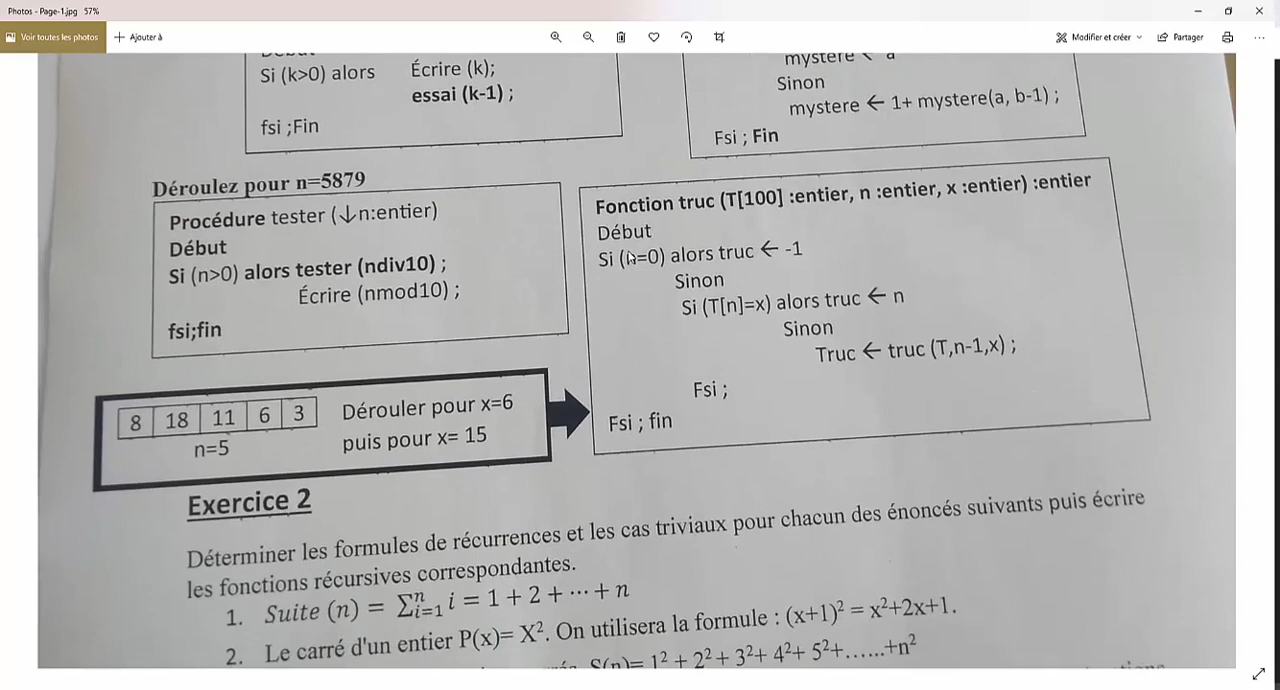 Photos - Page-1.jpg 57%
Voir toutes les photos
Ajouter à
Modifier et créer
Partager
Si (k>0) alors Écrire (k);
essai (k-1) ;
fsi ;Fin
mystere
a
Sinon
mystere ← 1+ mystere(a, b-1) ;
Fsi ; Fin
Déroulez pour n=5879
Procédure tester (↓n:entier)
Début
Si (n>0) alors tester (ndiv10) ;
Écrire (nmod10) ;
fsi;fin
Fonction truc (T[100] :entier, n :entier, x :entier) :entier
Début
Si (n=0) alors truc ← -1
Sinon
Si (T[n]=x) alors truc ← n
Sinon
Truc ← truc (T,n-1,x) ;
Fsi ;
Fsi ; fin
8 18 11 6 3
n=5
Dérouler pour x=6
puis pour x= 15
Exercice 2
Déterminer les formules de récurrences et les cas triviaux pour chacun des énoncés suivants puis écrire
les fonctions récursives correspondantes.
1. Suite (n) = ∑ⁿᵢ₌₁ i = 1 + 2 + ⋯ + n
2. Le carré d'un entier P(x)= X². On utilisera la formule : (x+1)² = x²+2x+1.
S(n)= 1² + 2² + 3²+ 4²+ 5²+……+n²